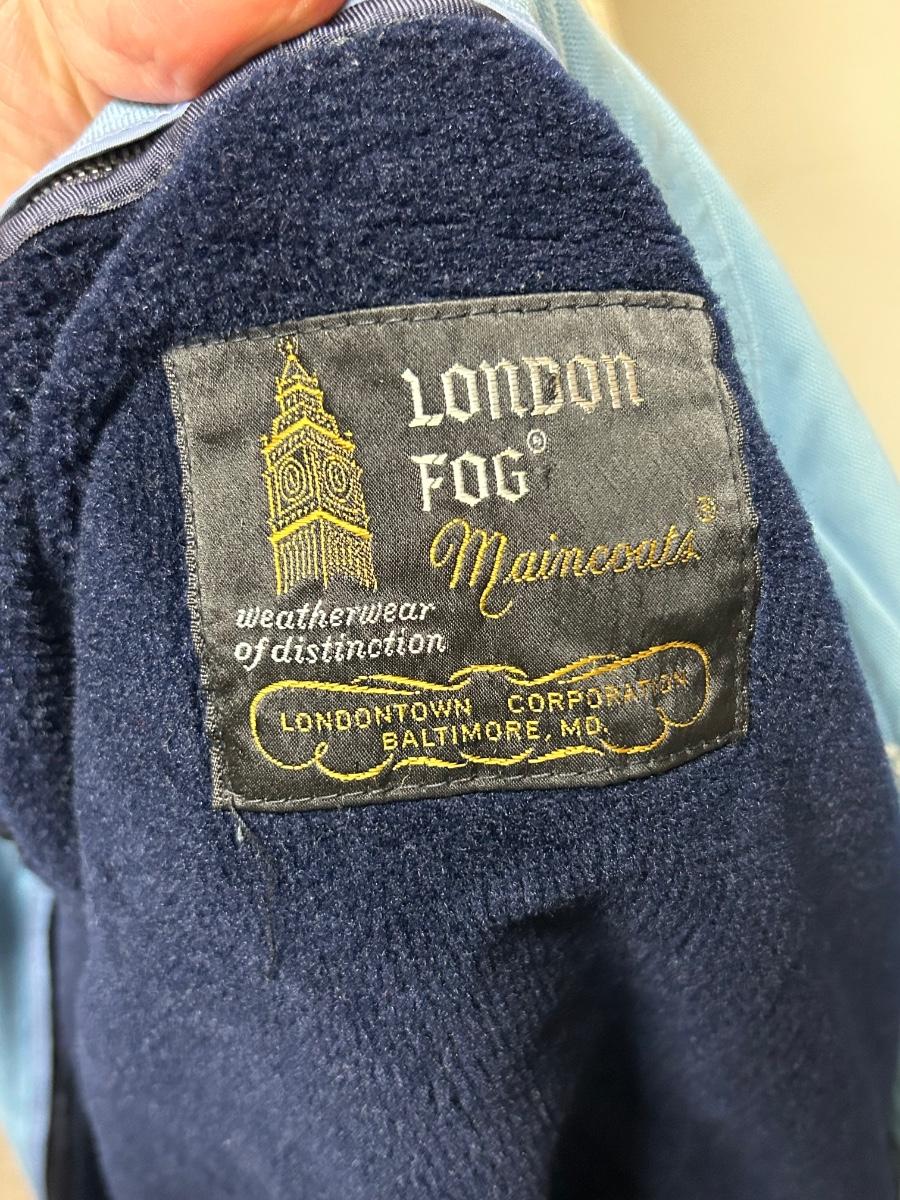 LONDON
FOG®
Maincoats®
weatherwear
of distinction
LONDONTOWN CORPORATION
BALTIMORE, MD.